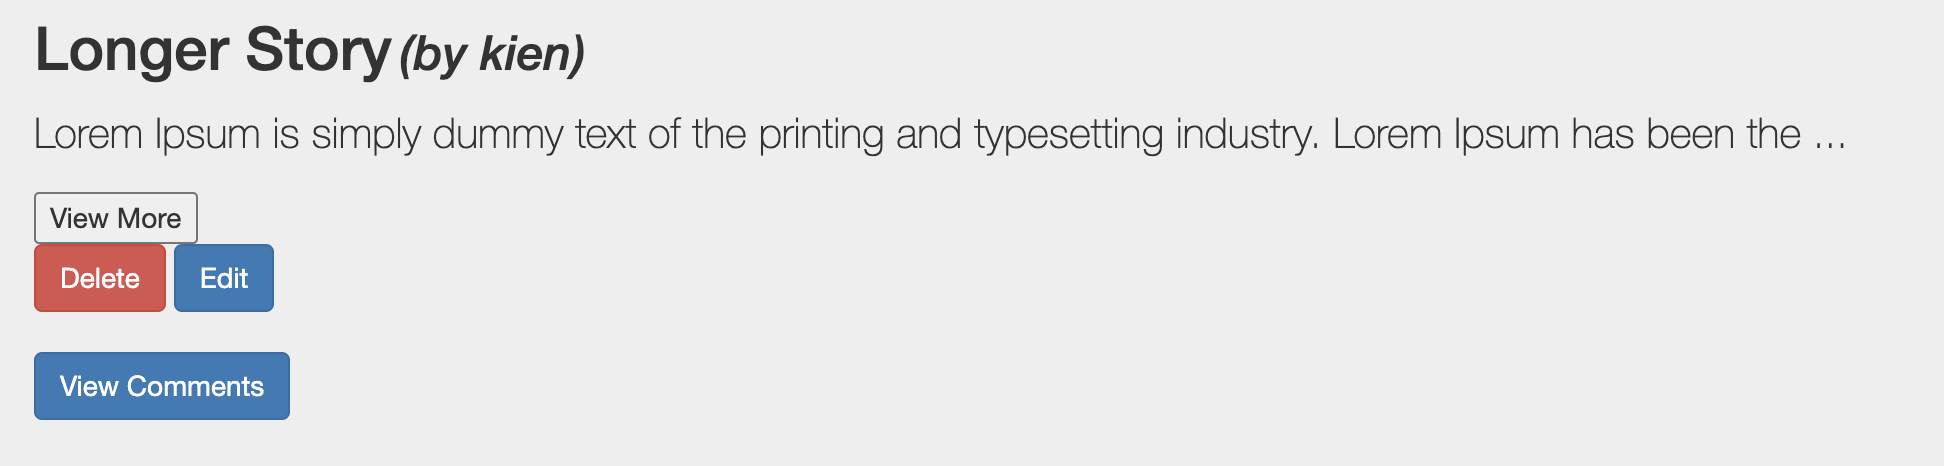 Longer Story (by kien)
Lorem Ipsum is simply dummy text of the printing and typesetting industry. Lorem Ipsum has been the ...
View More
Delete Edit
View Comments